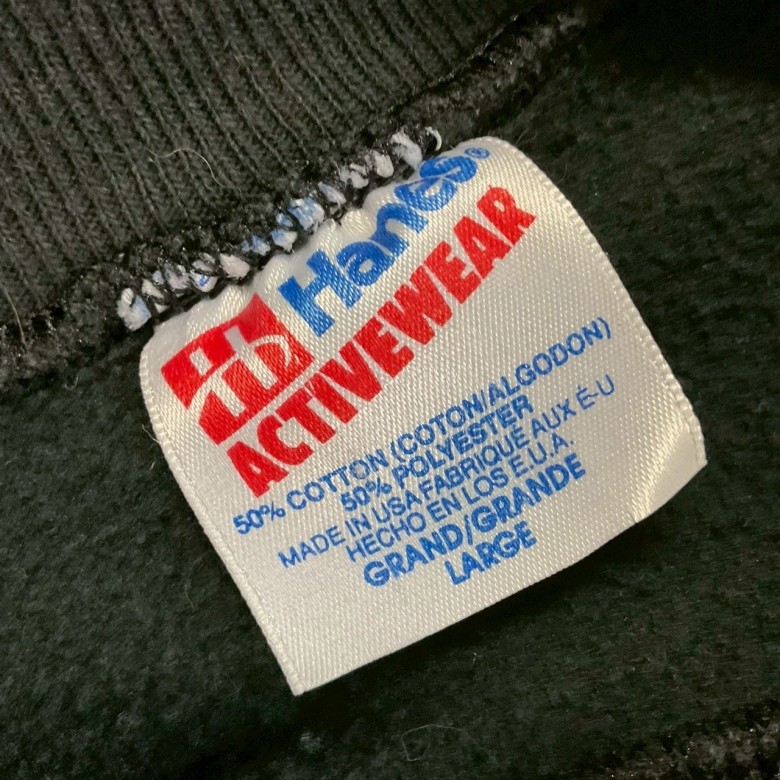 Hanes®
ACTIVEWEAR
50% COTTON (COTON/ALGODON)
50% POLYESTER
MADE IN USA FABRIQUÉ AUX É-U
HECHO EN LOS E.U.A.
GRAND/GRANDE
LARGE